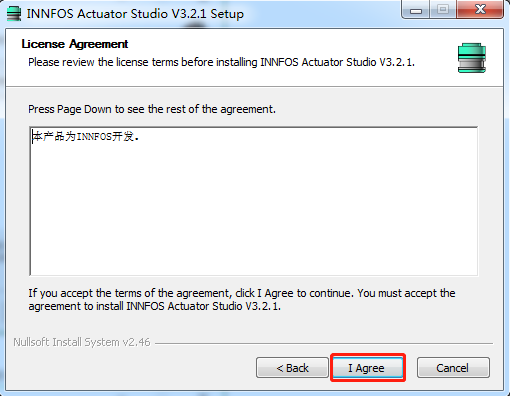 INNFOS Actuator Studio V3.2.1 Setup
License Agreement
Please review the license terms before installing INNFOS Actuator Studio V3.2.1.
Press Page Down to see the rest of the agreement.
本产品为INNFOS开发.
If you accept the terms of the agreement, click I Agree to continue. You must accept the
agreement to install INNFOS Actuator Studio V3.2.1.
Nullsoft Install System v2.46
< Back
I Agree
Cancel